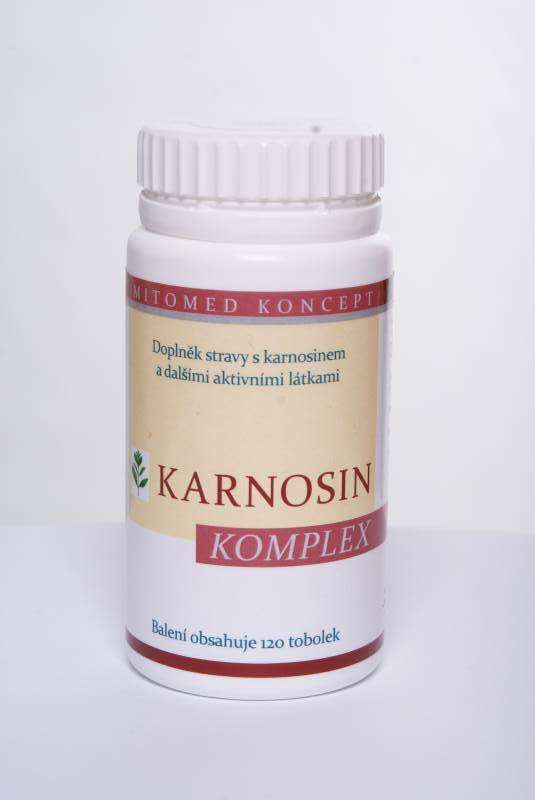 MITOMED KONCEPT
Doplněk stravy s karnosinem
a dalšími aktivními látkami
KARNOSIN
KOMPLEX
Balení obsahuje 120 tobolek